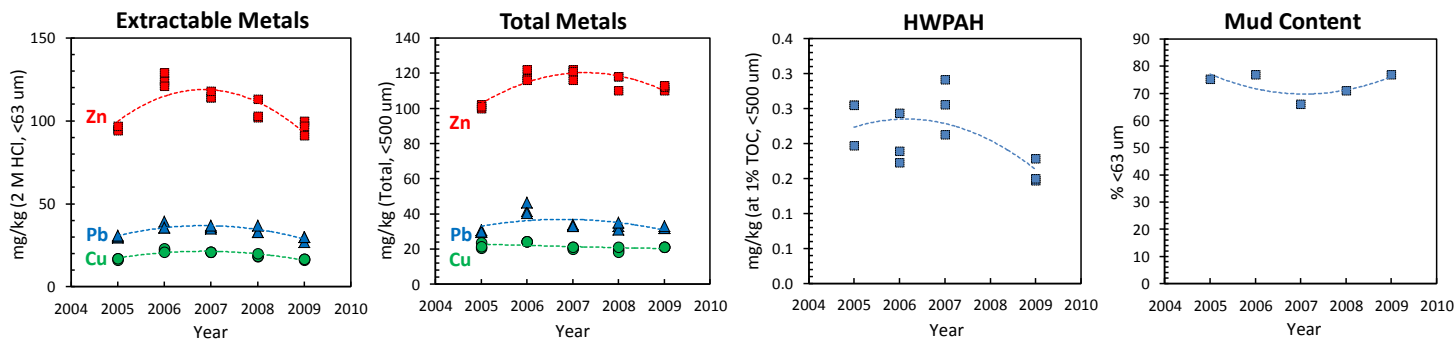 Extractable Metals
mg/kg (2 M HCl, <63 um)
150
100
50
0
Zn
Pb
Cu
2004 2005 2006 2007 2008 2009 2010
Year
Total Metals
mg/kg (Total, <500 um)
140
120
100
80
60
40
20
0
Zn
Pb
Cu
2004 2005 2006 2007 2008 2009 2010
Year
HWPAH
mg/kg (at 1% TOC, <500 um)
0.4
0.3
0.3
0.2
0.2
0.1
0.1
0.0
2004 2005 2006 2007 2008 2009 2010
Year
Mud Content
% <63 um
90
80
70
60
50
40
30
20
10
0
2004 2005 2006 2007 2008 2009 2010
Year